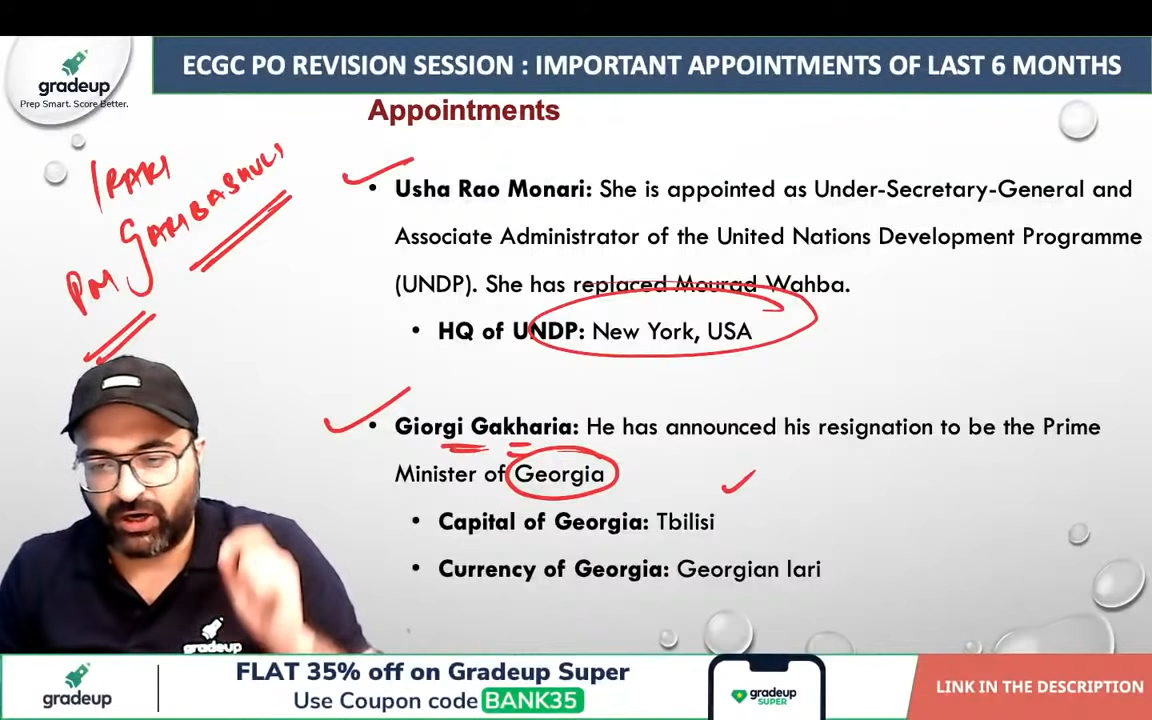 gradeup
Prep Smart. Score Better.
ECGC PO REVISION SESSION : IMPORTANT APPOINTMENTS OF LAST 6 MONTHS
Appointments
IRAKI
GARIBASHVILI
PM
• Usha Rao Monari: She is appointed as Under-Secretary-General and
Associate Administrator of the United Nations Development Programme
(UNDP). She has replaced Mourad Wahba.
• HQ of UNDP: New York, USA
• Giorgi Gakharia: He has announced his resignation to be the Prime
Minister of Georgia
• Capital of Georgia: Tbilisi
• Currency of Georgia: Georgian lari
gradeup
gradeup
FLAT 35% off on Gradeup Super
Use Coupon code BANK35
gradeup
SUPER
LINK IN THE DESCRIPTION